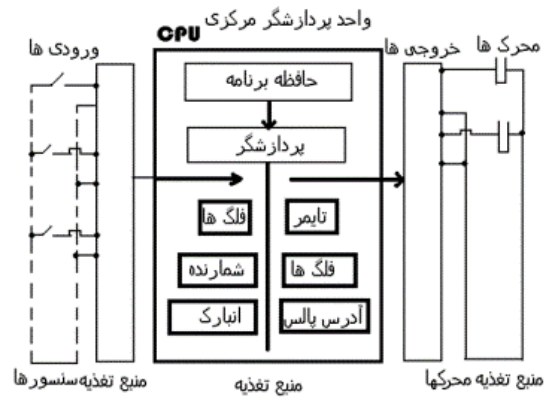 واحد پردازشگر مرکزی
CPU
ورودی ها
خروجی ها
محرک ها
حافظه برنامه
پردازشگر
فلگ ها
تایمر
شمارنده
فلگ ها
انبارک
آدرس پالس
منبع تغذیه سنسورها
منبع تغذیه
منبع تغذیه محرکها